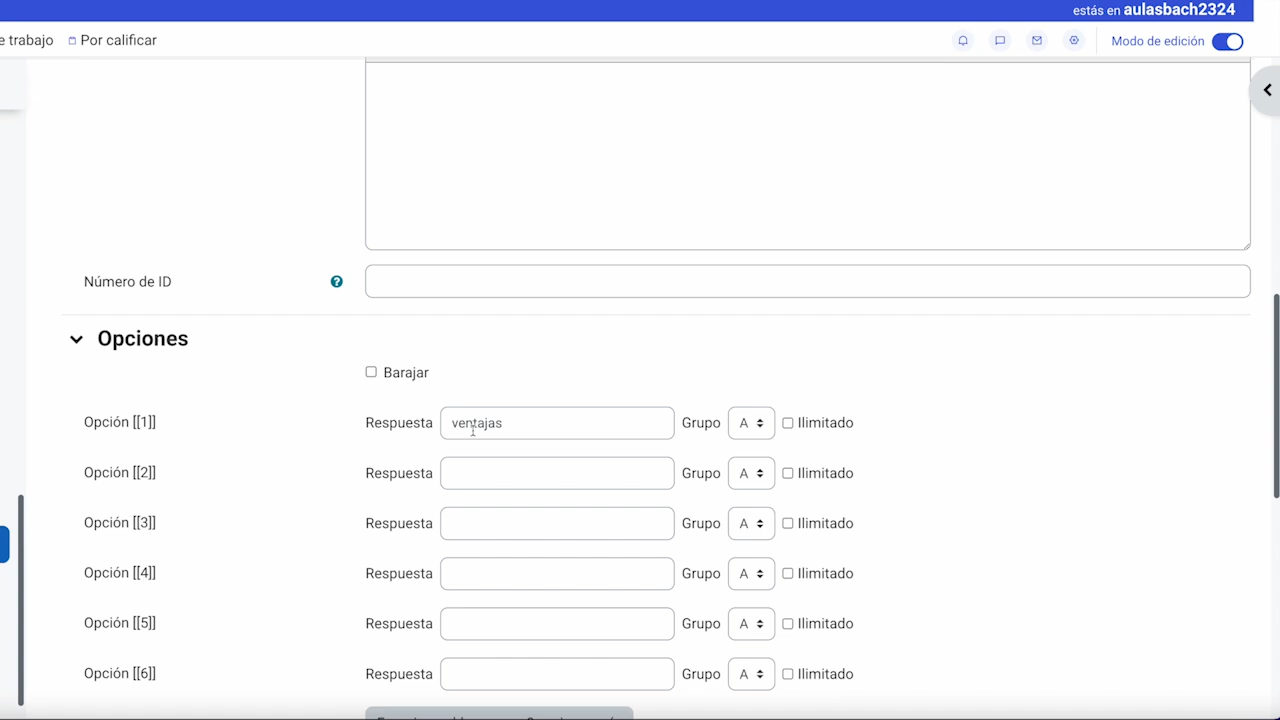 estás en aulasbach2324
e trabajo Por calificar Modo de edición
Número de ID
Opciones
Barajar
Opción [[1]] Respuesta ventajas Grupo A Ilimitado
Opción [[2]] Respuesta Grupo A Ilimitado
Opción [[3]] Respuesta Grupo A Ilimitado
Opción [[4]] Respuesta Grupo A Ilimitado
Opción [[5]] Respuesta Grupo A Ilimitado
Opción [[6]] Respuesta Grupo A Ilimitado